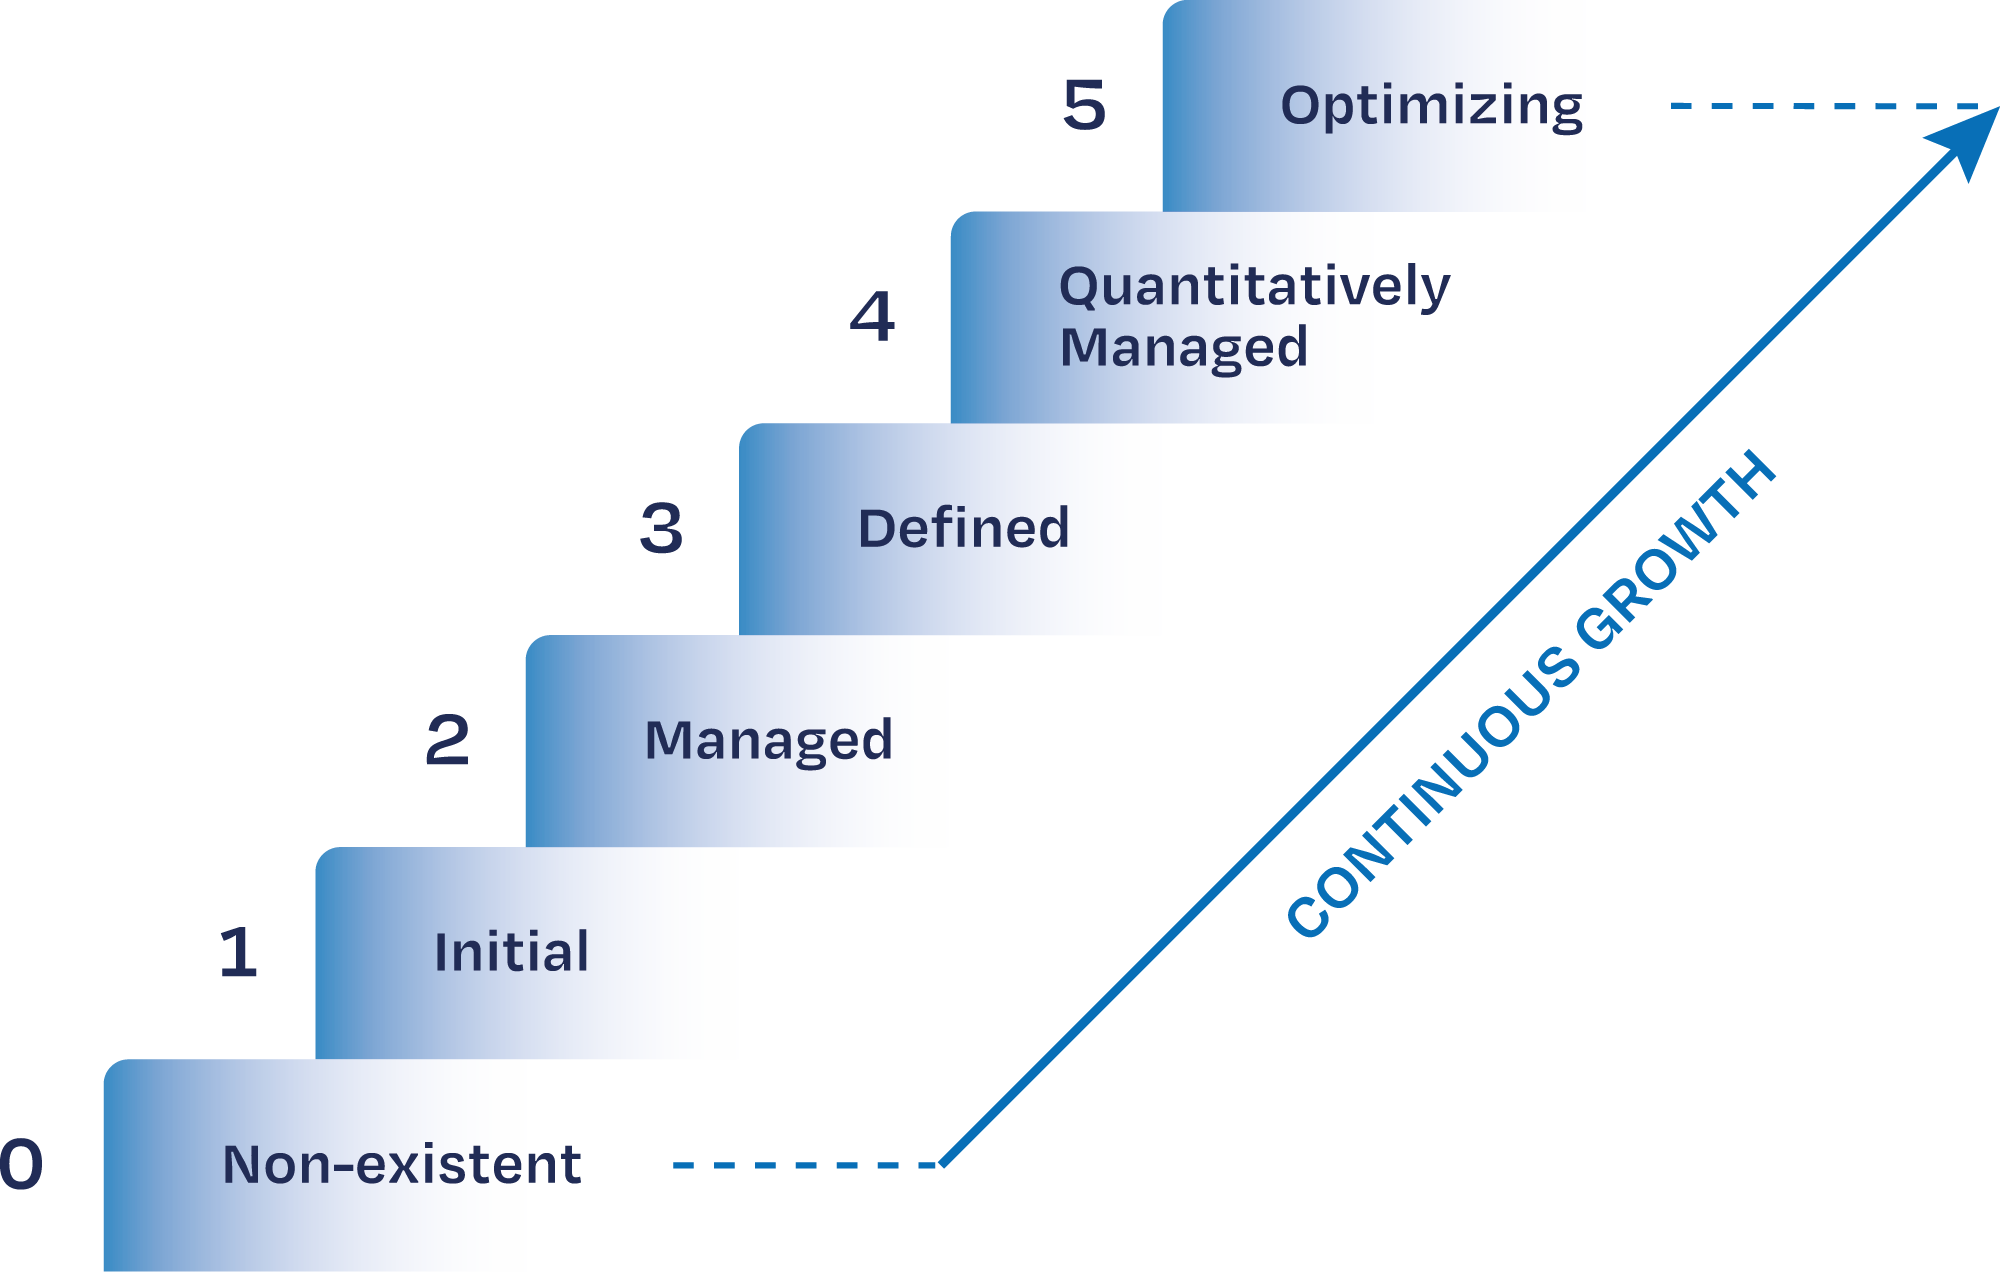 5
Optimizing
4
Quantitatively
Managed
3
Defined
2
Managed
1
Initial
0
Non-existent
CONTINUOUS GROWTH